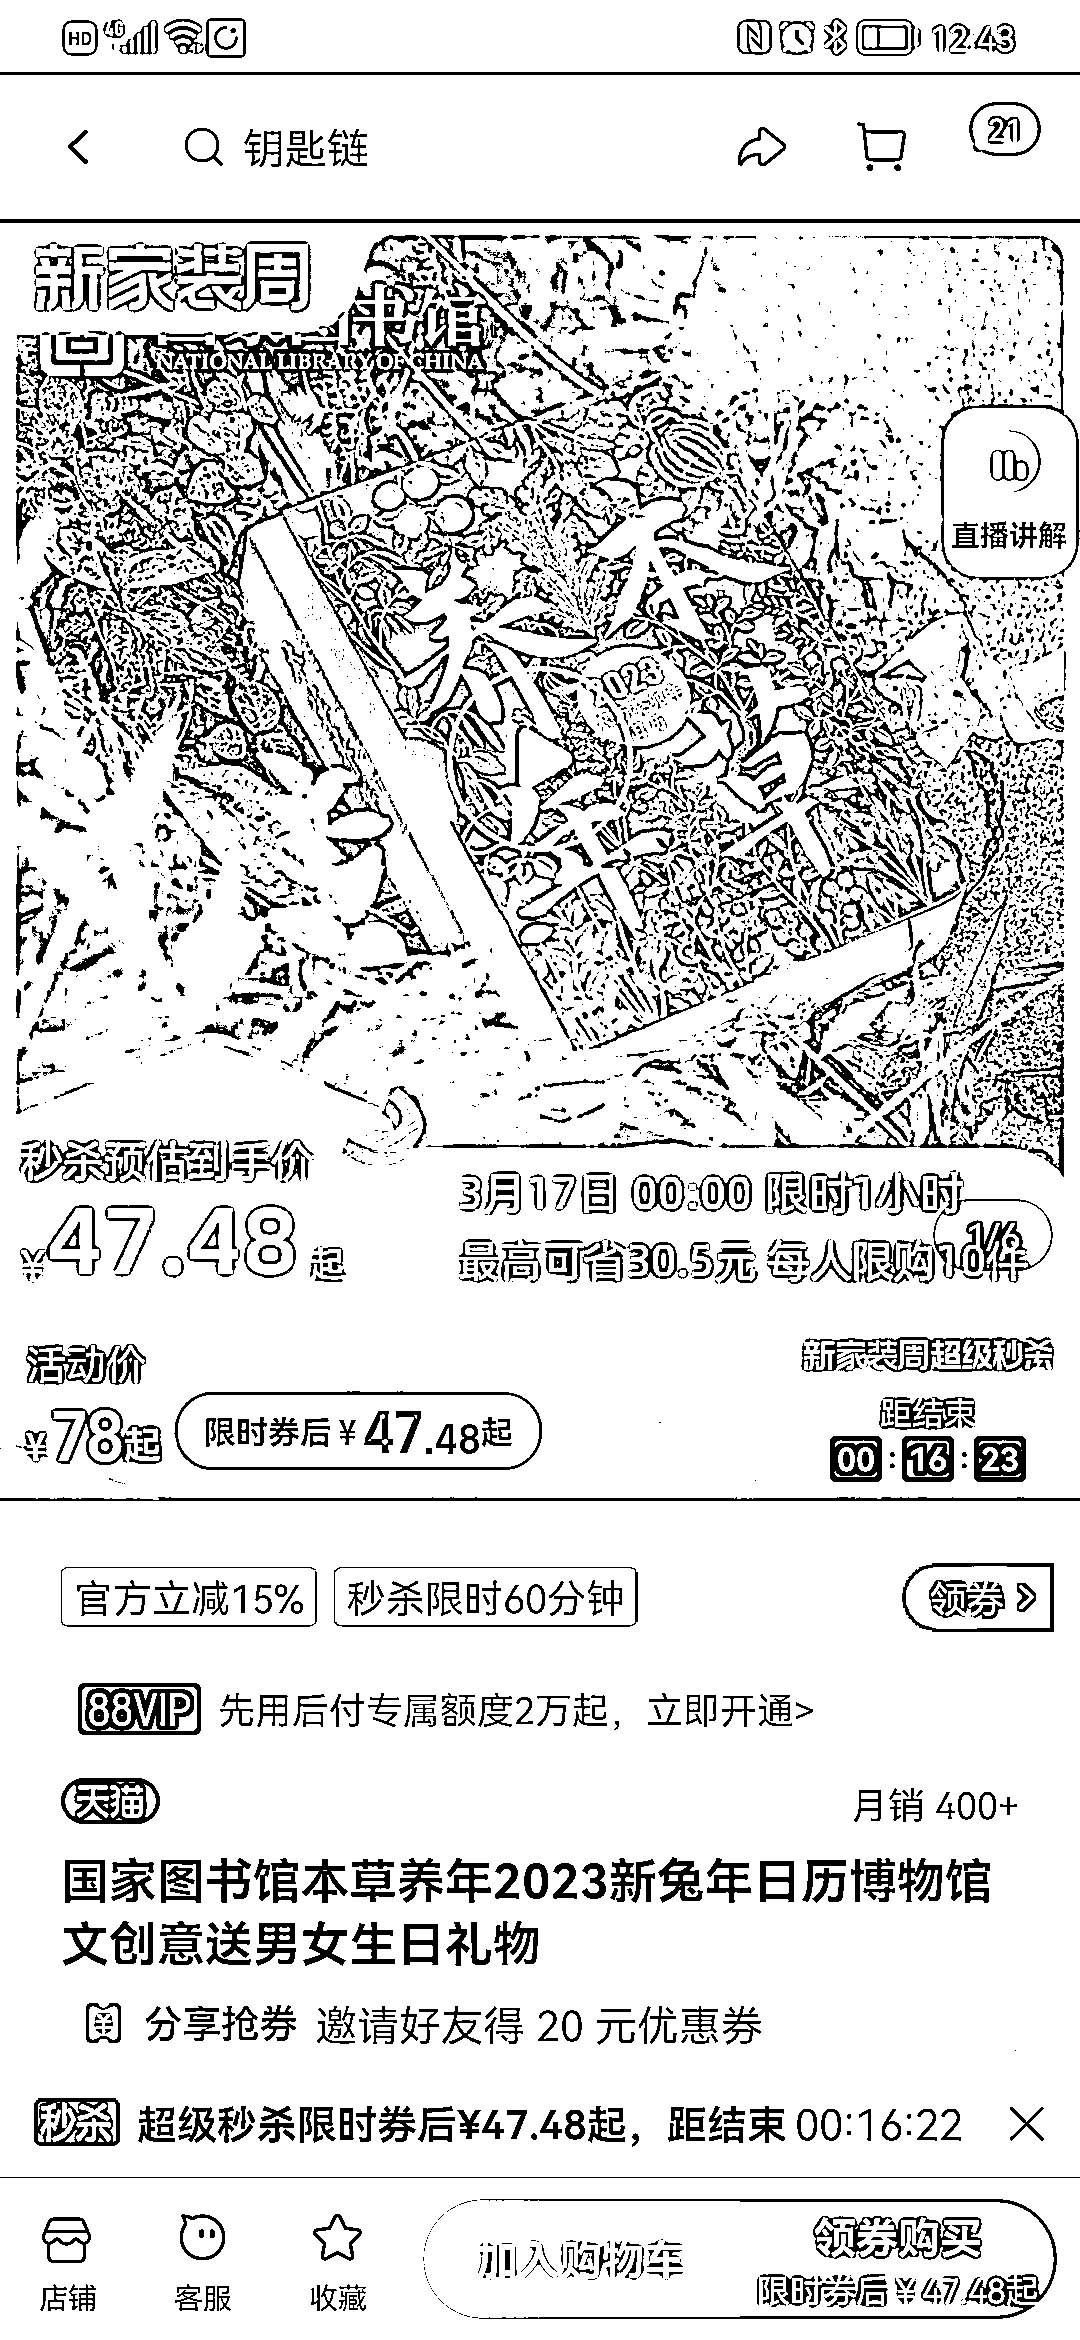 HD 4G 12:43
钥匙链
21
新家装周
书馆
NATIONAL LIBRARY OF CHINA
直播讲解
本草
养年
2023
秒杀预估到手价
¥47.48 起
3月17日 00:00 限时1小时
最高可省30.5元 每人限购10件
1/6
活动价
¥78起
限时券后¥47.48起
新家装周超级秒杀
距结束
00:16:23
官方立减15%
秒杀限时60分钟
领券 >
88VIP 先用后付专属额度2万起，立即开通>
天猫
月销 400+
国家图书馆本草养年2023新兔年日历博物馆
文创意送男女生日礼物
分享抢券 邀请好友得 20 元优惠券
秒杀 超级秒杀限时券后¥47.48起，距结束 00:16:22
店铺
客服
收藏
加入购物车
领券购买
限时券后¥47.48起